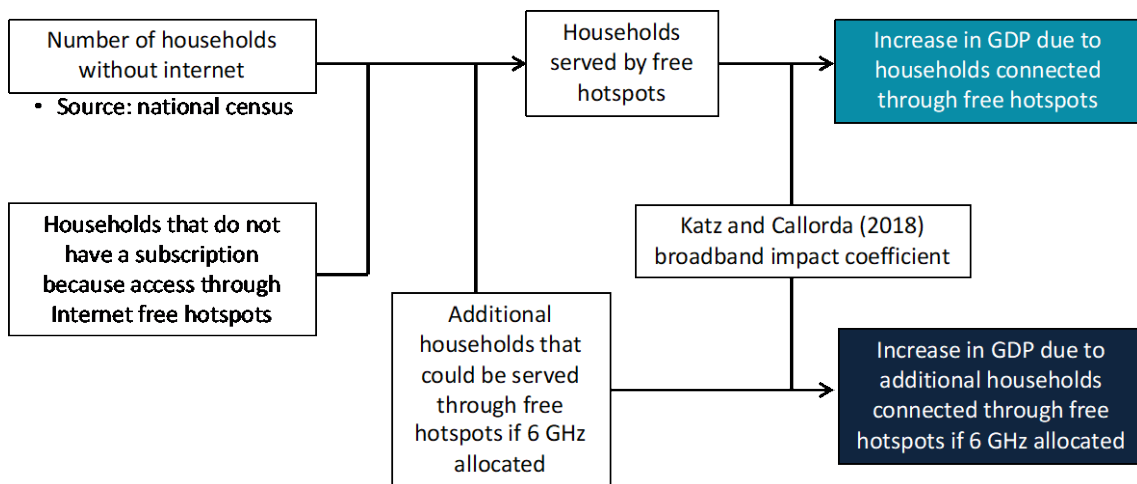 Number of households
without internet
• Source: national census
Households that do not
have a subscription
because access through
Internet free hotspots
Households
served by free
hotspots
Additional
households that
could be served
through free
hotspots if 6 GHz
allocated
Katz and Callorda (2018)
broadband impact coefficient
Increase in GDP due to
households connected
through free hotspots
Increase in GDP due to
additional households
connected through free
hotspots if 6 GHz allocated